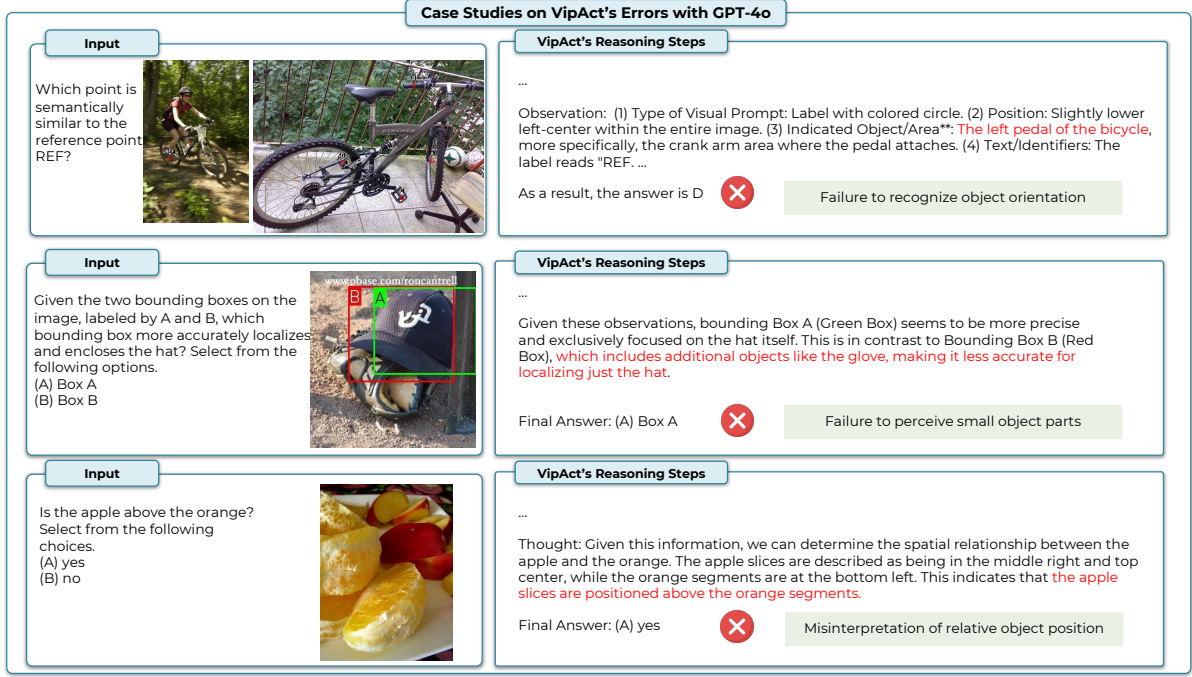 Case Studies on VipAct's Errors with GPT-4o
Input
Which point is
semantically
similar to the
reference point
REF?
FISCHER
VipAct's Reasoning Steps
...
Observation:  (1) Type of Visual Prompt: Label with colored circle. (2) Position: Slightly lower
left-center within the entire image. (3) Indicated Object/Area**: The left pedal of the bicycle,
more specifically, the crank arm area where the pedal attaches. (4) Text/Identifiers: The
label reads "REF. ...
As a result, the answer is D
Failure to recognize object orientation
Input
Given the two bounding boxes on the
image, labeled by A and B, which
bounding box more accurately localizes
and encloses the hat? Select from the
following options.
(A) Box A
(B) Box B
www.pbase.com/roncantrell
B
A
VipAct's Reasoning Steps
...
Given these observations, bounding Box A (Green Box) seems to be more precise
and exclusively focused on the hat itself. This is in contrast to Bounding Box B (Red
Box), which includes additional objects like the glove, making it less accurate for
localizing just the hat.
Final Answer: (A) Box A
Failure to perceive small object parts
Input
Is the apple above the orange?
Select from the following
choices.
(A) yes
(B) no
VipAct's Reasoning Steps
...
Thought: Given this information, we can determine the spatial relationship between the
apple and the orange. The apple slices are described as being in the middle right and top
center, while the orange segments are at the bottom left. This indicates that the apple
slices are positioned above the orange segments.
Final Answer: (A) yes
Misinterpretation of relative object position